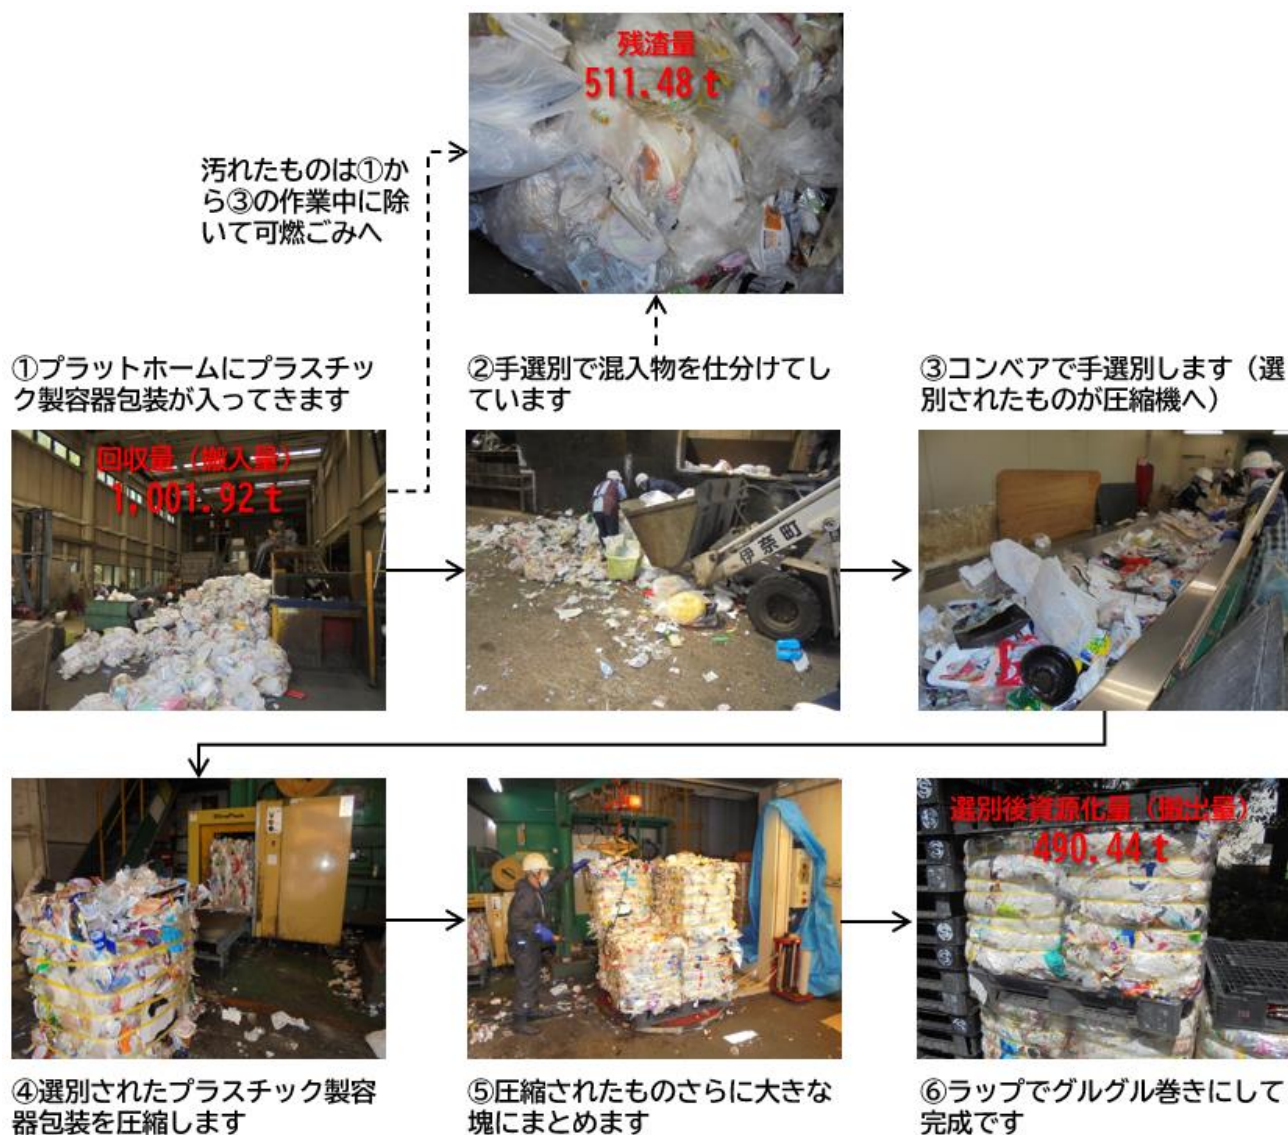 残渣量
511.48 t
汚れたものは①か
ら③の作業中に除
いて可燃ごみへ
①プラットホームにプラスチッ
ク製容器包装が入ってきます
②手選別で混入物を仕分けてし
ています
③コンベアで手選別します（選
別されたものが圧縮機へ）
回収量（搬入量）
1,001.92 t
伊奈町
選別後資源化量（搬出量）
490.44 t
④選別されたプラスチック製容
器包装を圧縮します
⑤圧縮されたものさらに大きな
塊にまとめます
⑥ラップでグルグル巻きにして
完成です